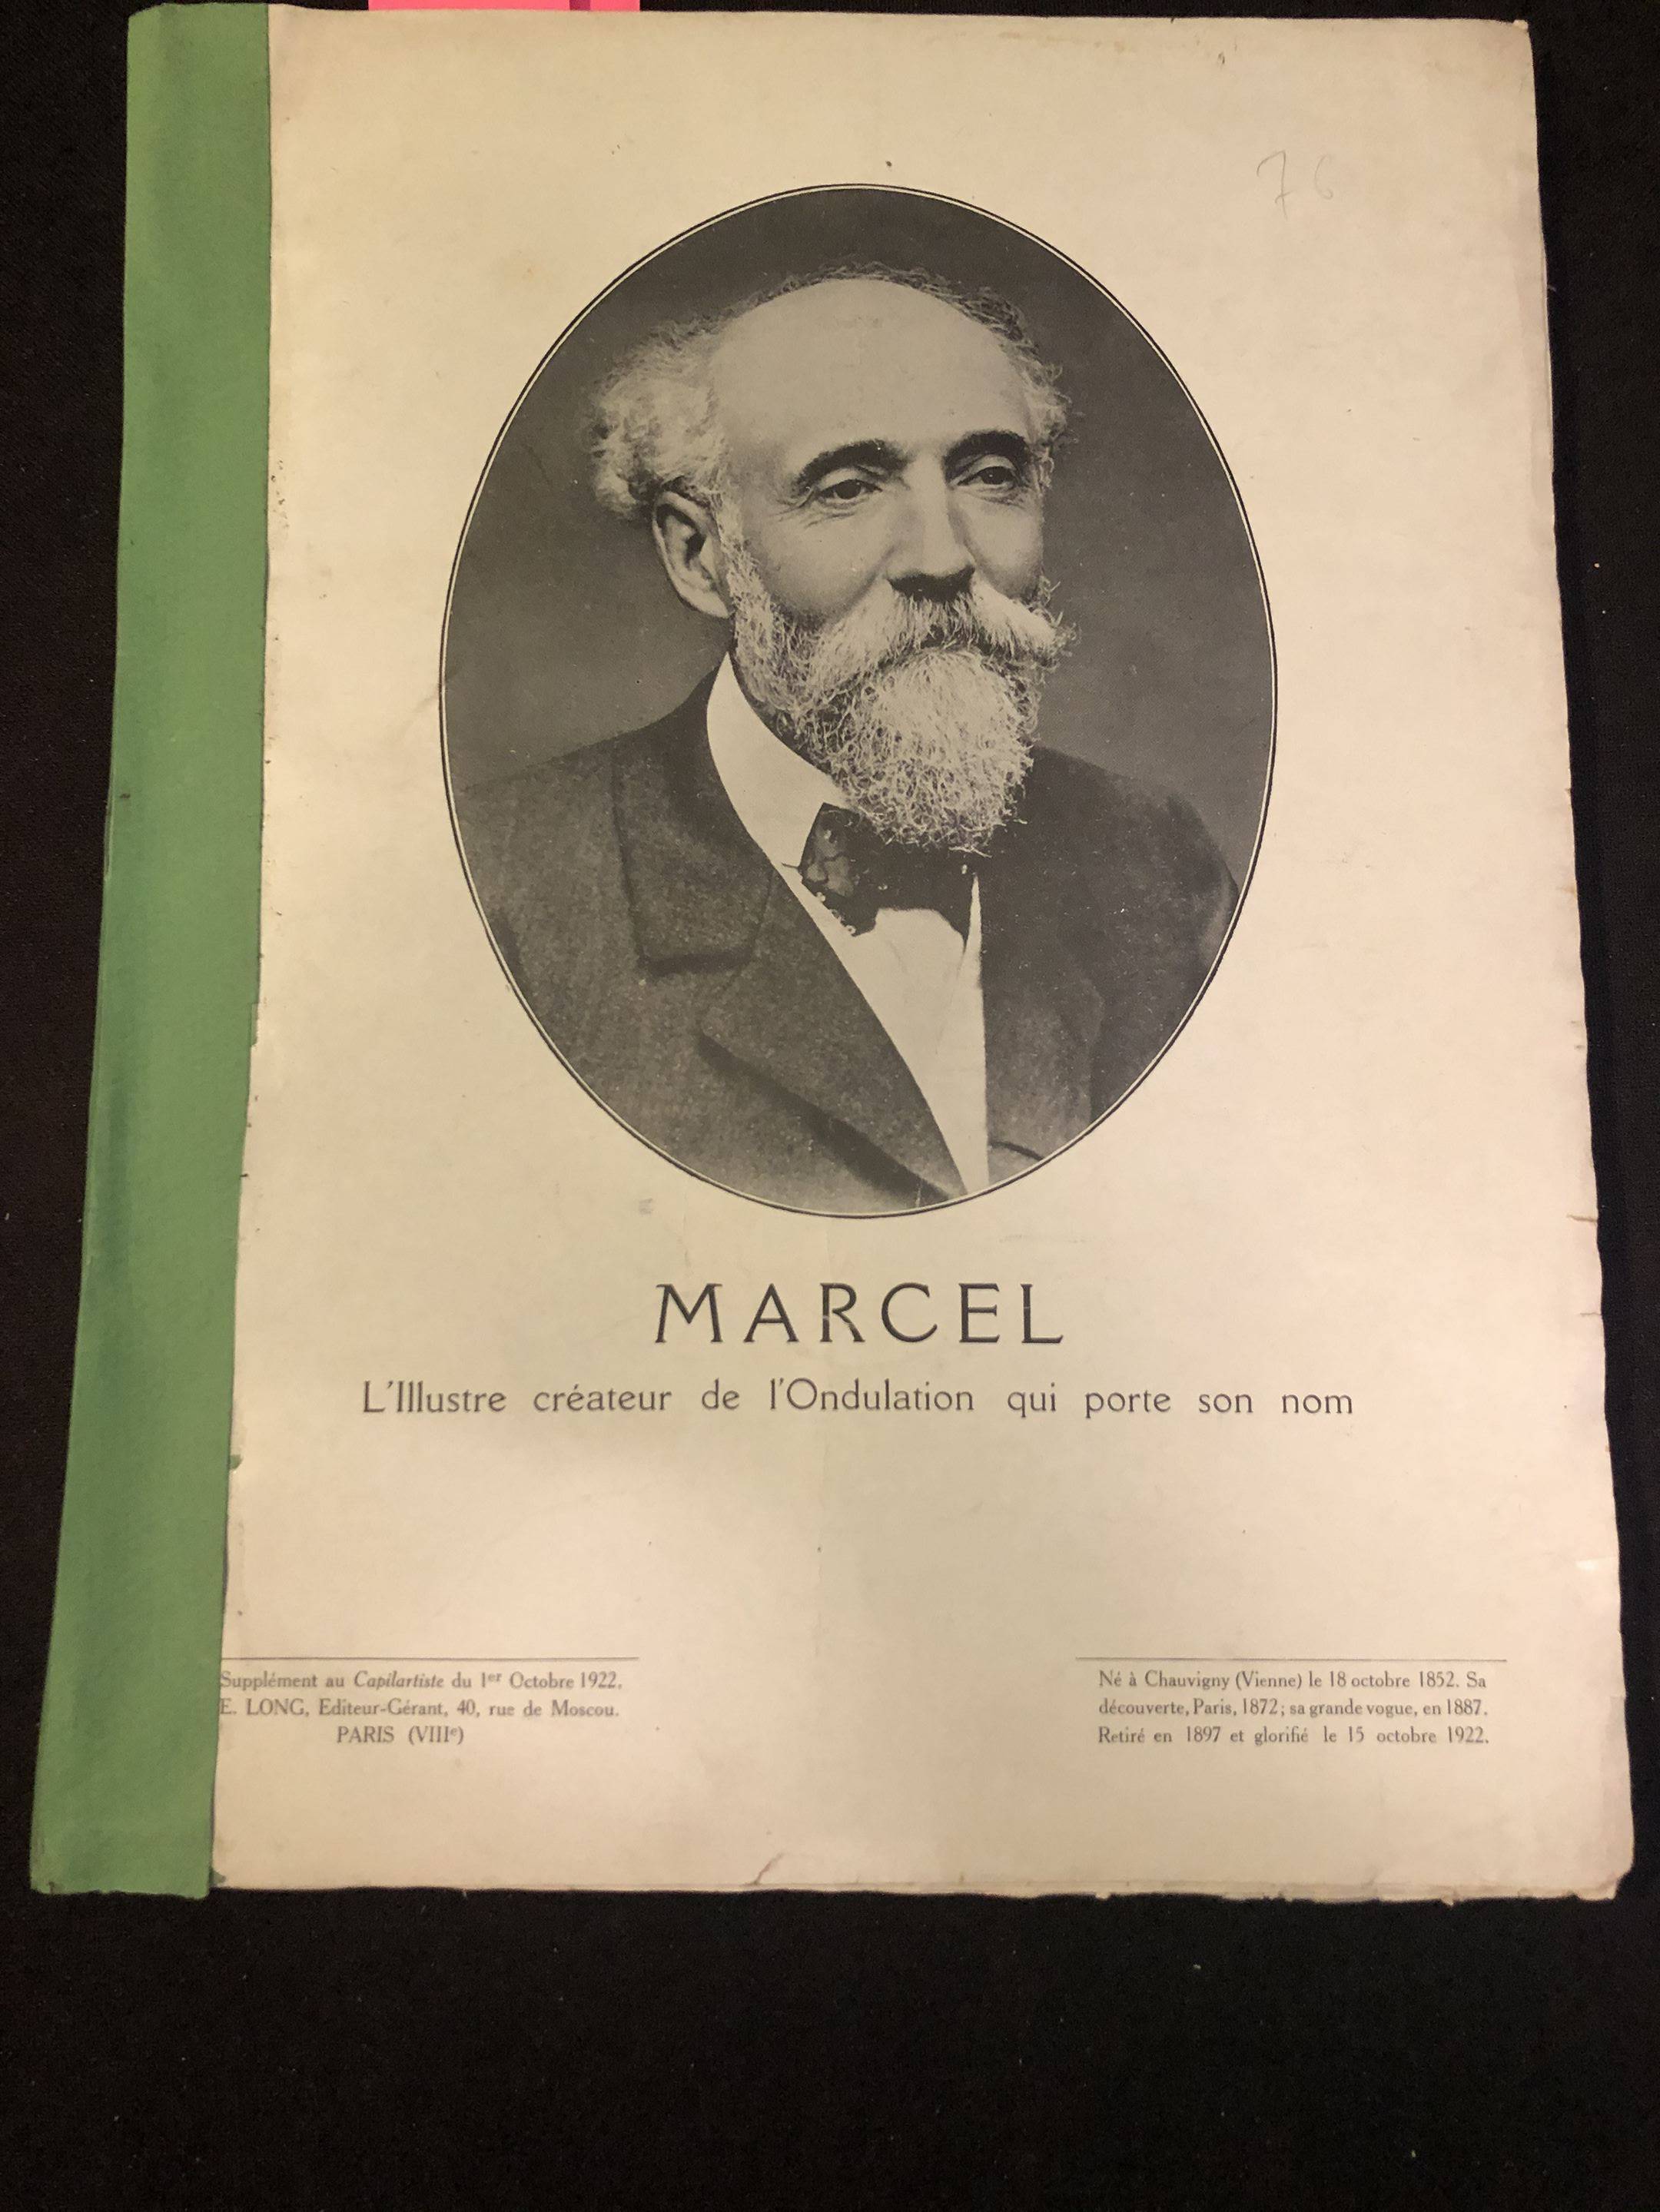 76
MARCEL
L'Illustre créateur de l'Ondulation qui porte son nom
Supplément au Capilartiste du 1er Octobre 1922.
E. LONG, Editeur-Gérant, 40, rue de Moscou.
PARIS (VIIIe)
Né à Chauvigny (Vienne) le 18 octobre 1852. Sa
découverte, Paris, 1872; sa grande vogue, en 1887.
Retiré en 1897 et glorifié le 15 octobre 1922.